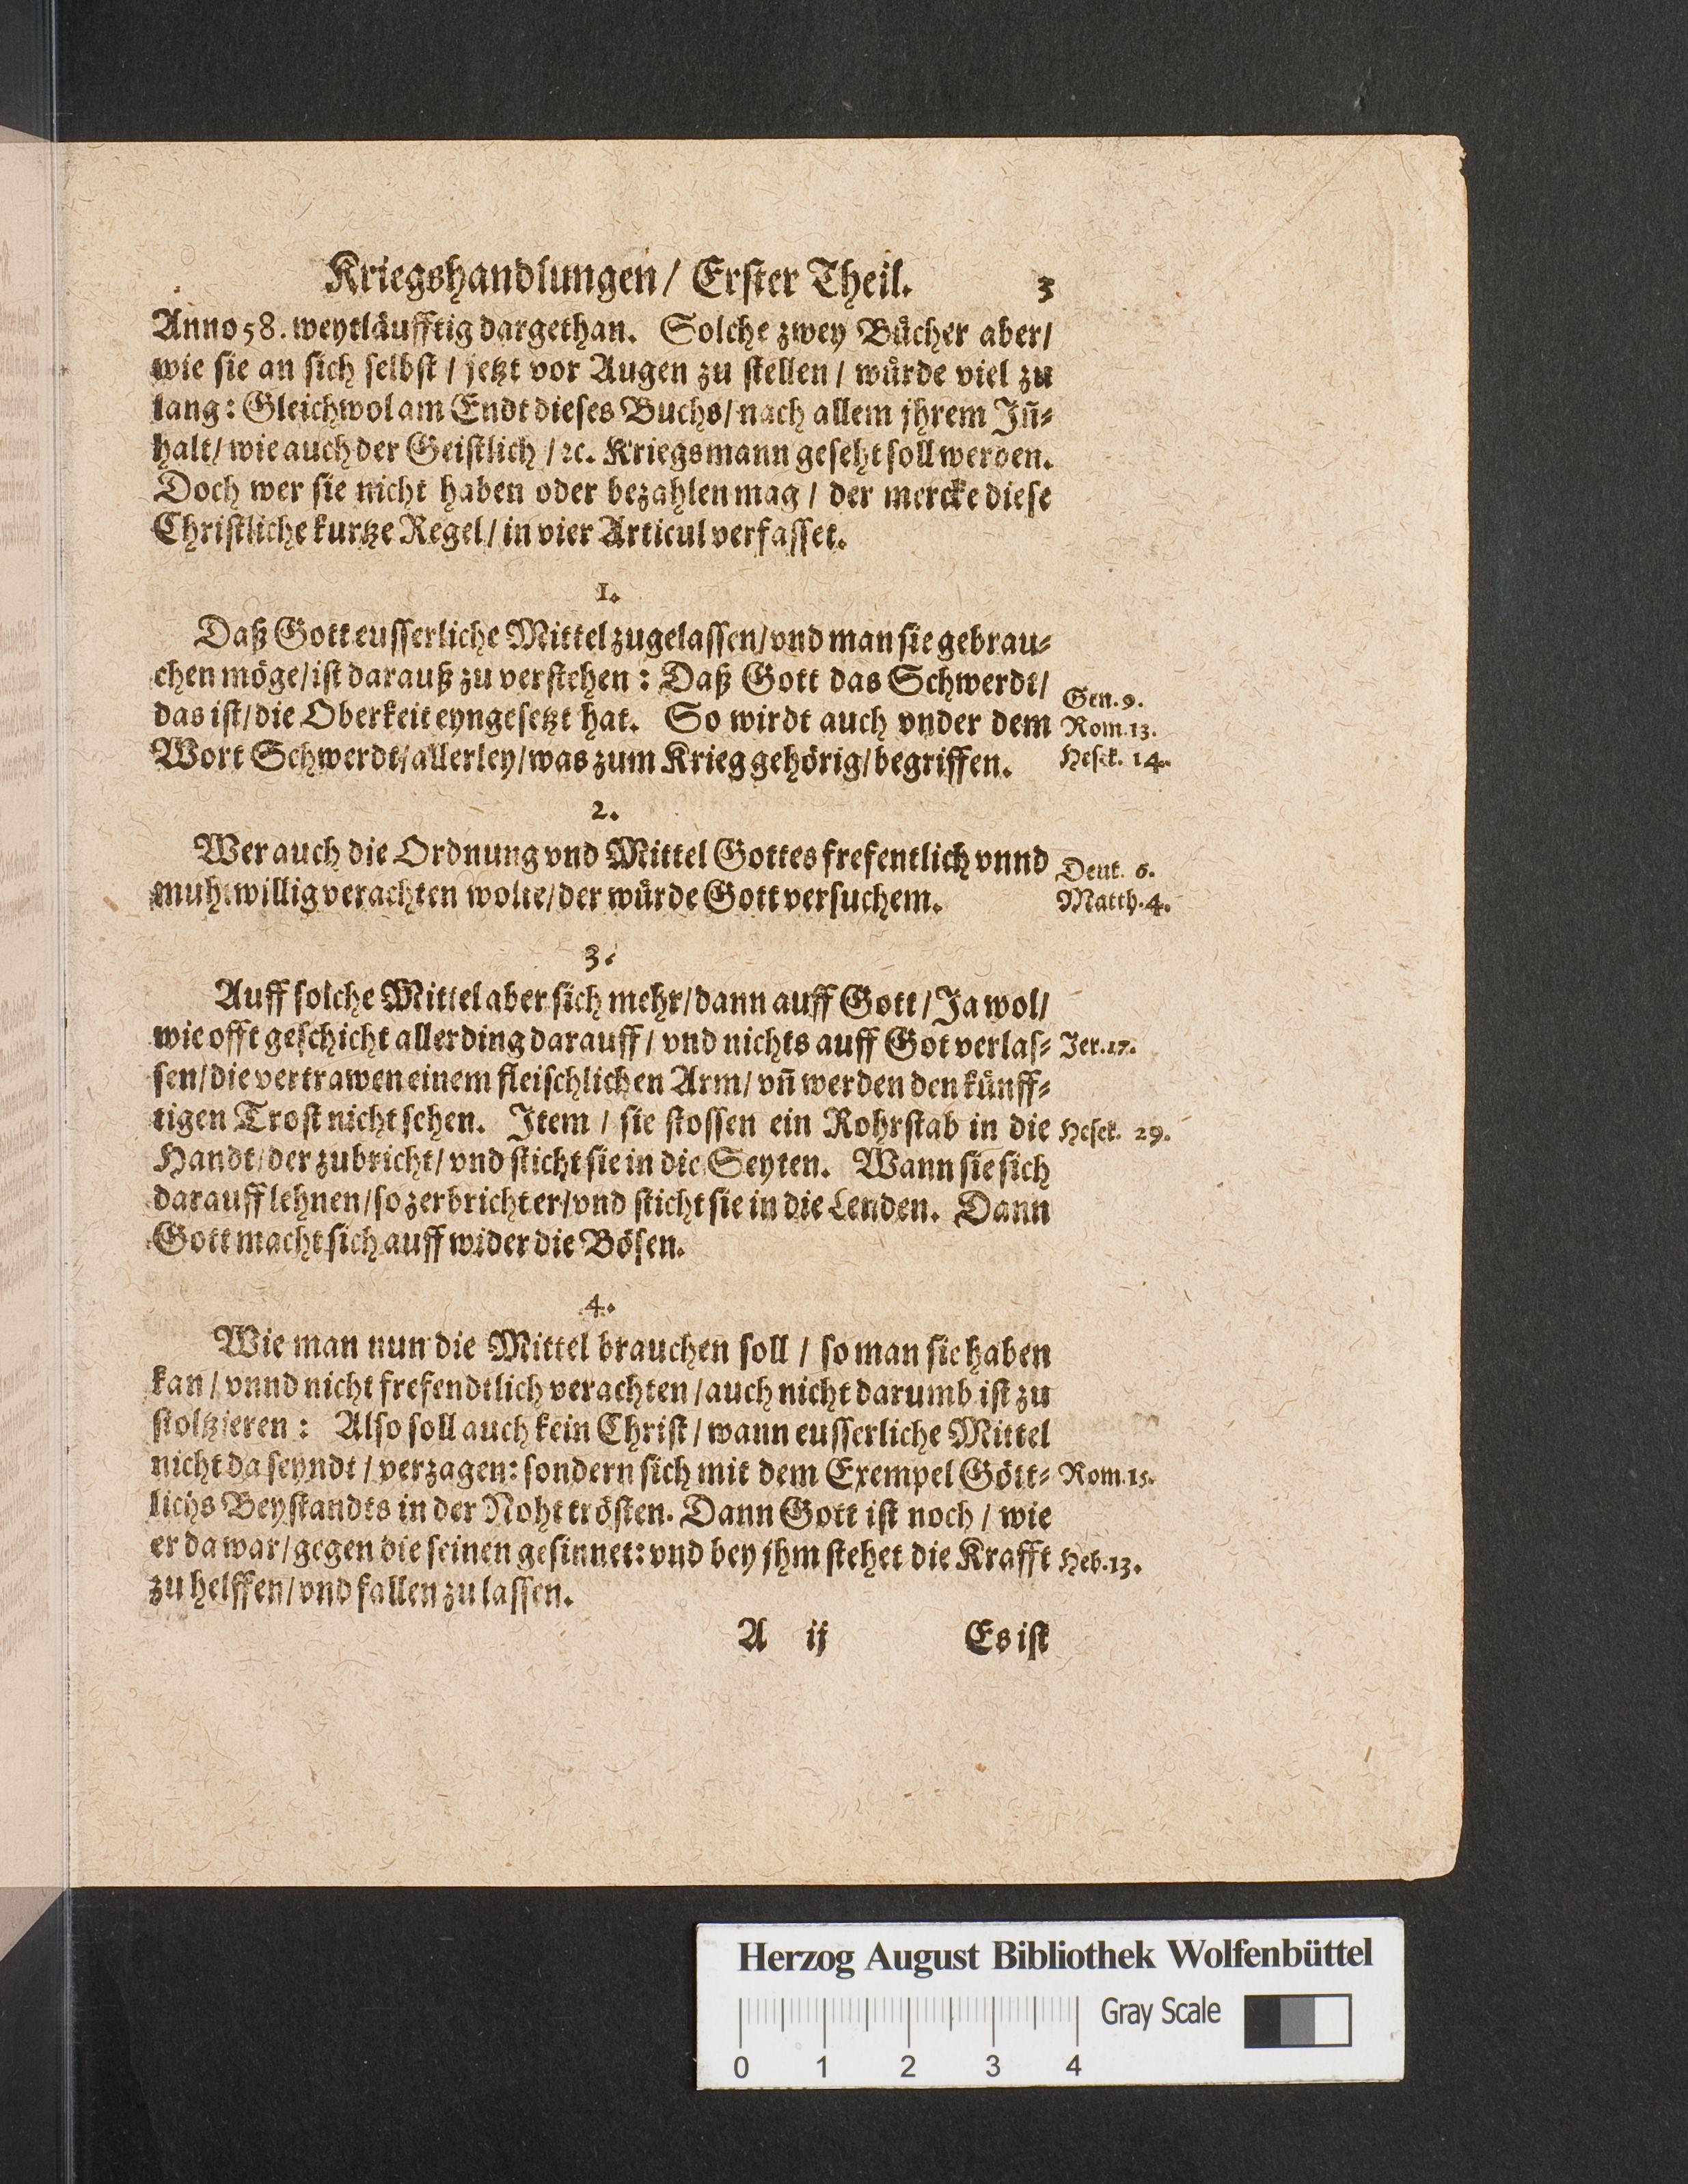 Kriegshandlungen/ Erster Theil. 3
Anno 58. weytläufftig dargethan. Solche zwey Bücher aber/
wie sie an sich selbst / jetzt vor Augen zu stellen / würde viel zu
lang: Gleichwol am Endt dieses Buchs/ nach allem jhrem Jn̄-
halt/ wie auch der Geistlich / ꝛc. Kriegsmann gesetzt soll werden.
Doch wer sie nicht haben oder bezahlen mag / der mercke diese
Christliche kurtze Regel/ in vier Articul verfasset.
1.
Daß Gott eusserliche Mittel zugelassen/ vnd man sie gebrau-
chen möge/ ist darauß zu verstehen: Daß Gott das Schwerdt/
Gen. 9.
das ist/ die Oberkeit eyngesetzt hat. So wirdt auch vnder dem
Rom. 13.
Wort Schwerdt/ allerley/ was zum Krieg gehörig/ begriffen.
Hesek. 14.
2.
Wer auch die Ordnung vnd Mittel Gottes frefentlich vnnd
Deut. 6.
muhtwillig verachten wolte/ der würde Gott versuchem.
Matth. 4.
3.
Auff solche Mittel aber sich mehr/ dann auff Gott / Ja wol/
wie offt geschicht allerding darauff / vnd nichts auff Got verlas-
Jer. 17.
sen/ die vertrawen einem fleischlichen Arm/ vn̄ werden den künff-
tigen Trost nicht sehen. Item / sie stossen ein Rohrstab in die
Hesek. 29.
Handt/ der zubricht/ vnd sticht sie in die Seyten. Wann sie sich
darauff lehnen/ so zerbricht er/ vnd sticht sie in die Lenden. Dann
Gott macht sich auff wider die Bösen.
4.
Wie man nun die Mittel brauchen soll / so man sie haben
kan / vnnd nicht frefendtlich verachten / auch nicht darumb ist zu
stoltzieren: Also soll auch kein Christ / wann eusserliche Mittel
nicht da seyndt / verzagen: sondern sich mit dem Exempel Gött-
Rom. 15.
lichs Beystandts in der Noht trösten. Dann Gott ist noch / wie
er da war/ gegen die seinen gesinnet: vnd bey jhm stehet die Krafft
Heb. 13.
zu helffen/ vnd fallen zu lassen.
A ij Es ist
Herzog August Bibliothek Wolfenbüttel
Gray Scale
0 1 2 3 4